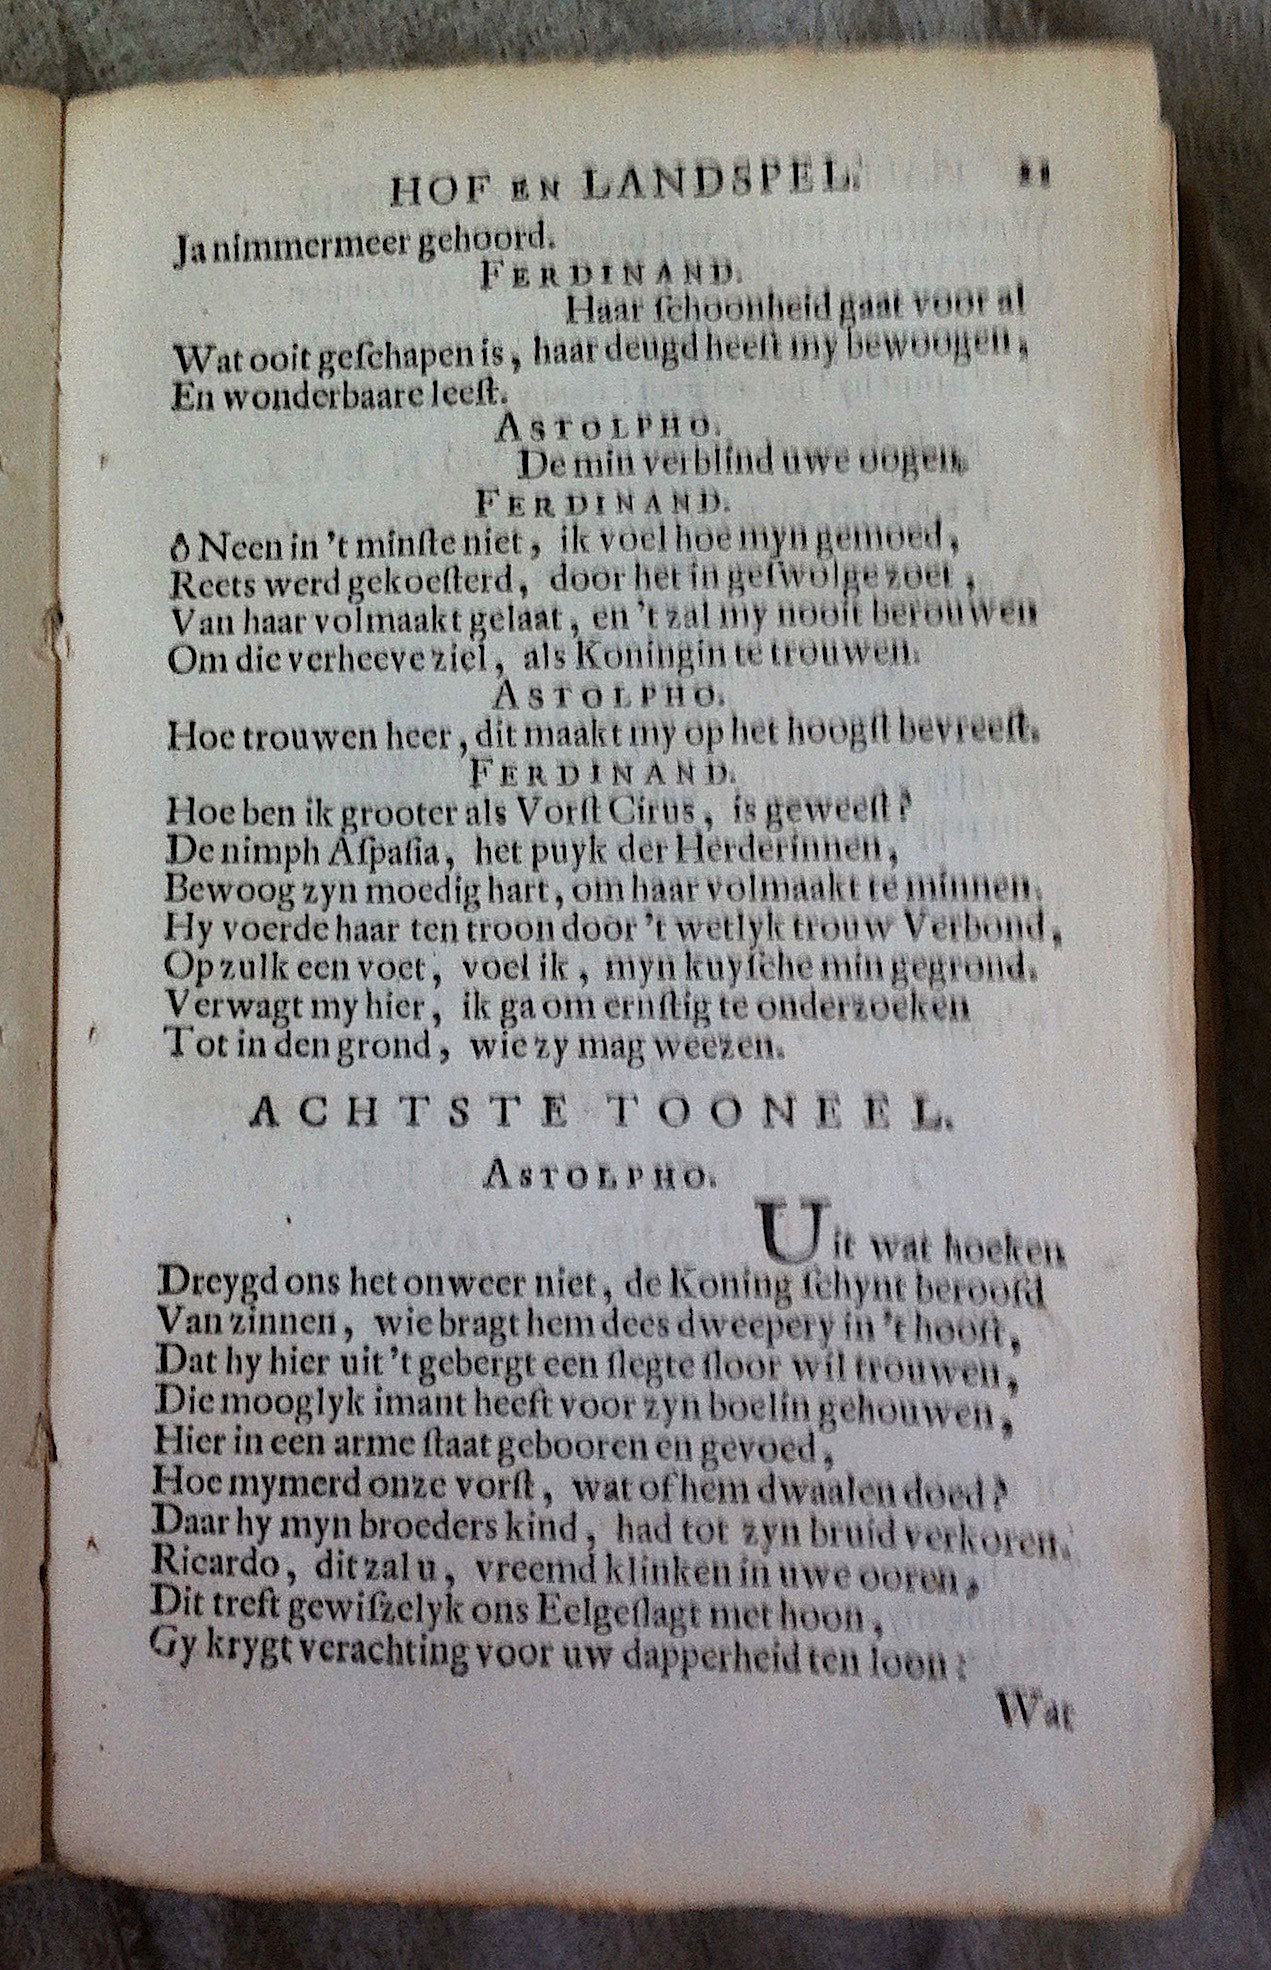 HOF EN LANDSPEL. 11
Ja nimmermeer gehoord.
FERDINAND.
Haar ſchoonheid gaat voor al
Wat ooit geſchapen is, haar deugd heeft my bewoogen,
En wonderbaare leeſt.
ASTOLPHO.
De min verblind uwe oogen.
FERDINAND.
ô Neen in 't minſte niet, ik voel hoe myn gemoed,
Reets werd gekoeſterd, door het in geſwolge zoet,
Van haar volmaakt gelaat, en 't zal my nooit berouwen
Om die verheeve ziel, als Koningin te trouwen.
ASTOLPHO.
Hoe trouwen heer, dit maakt my op het hoogſt bevreeſt.
FERDINAND.
Hoe ben ik grooter als Vorſt Cirus, is geweeſt?
De nimph Aſpaſia, het puyk der Herderinnen,
Bewoog zyn moedig hart, om haar volmaakt te minnen.
Hy voerde haar ten troon door 't wetlyk trouw Verbond,
Op zulk een voet, voel ik, myn kuyſche min gegrond.
Verwagt my hier, ik ga om ernſtig te onderzoeken
Tot in den grond, wie zy mag weezen.
ACHTSTE TOONEEL.
ASTOLPHO.
Uit wat hoeken
Dreygd ons het onweer niet, de Koning ſchynt beroofd
Van zinnen, wie bragt hem dees dweepery in 't hooft,
Dat hy hier uit 't gebergt een ſlegte ſloor wil trouwen,
Die mooglyk imant heeft voor zyn boelin gehouwen,
Hier in een arme ſtaat gebooren en gevoed,
Hoe mymerd onze vorſt, wat of hem dwaalen doed?
Daar hy myn broeders kind, had tot zyn bruid verkoren.
Ricardo, dit zal u, vreemd klinken in uwe ooren,
Dit treft gewiſzelyk ons Eelgeſlagt met hoon,
Gy krygt verachting voor uw dapperheid ten loon:
Wat